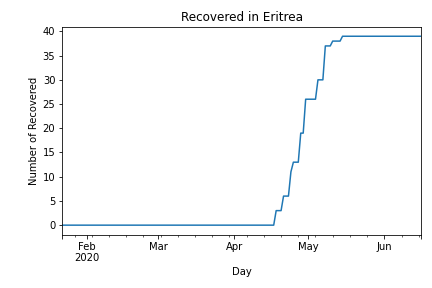 Recovered in Eritrea
40
35
30
25
20
15
10
5
0
Number of Recovered
Feb
2020
Mar
Apr
May
Jun
Day